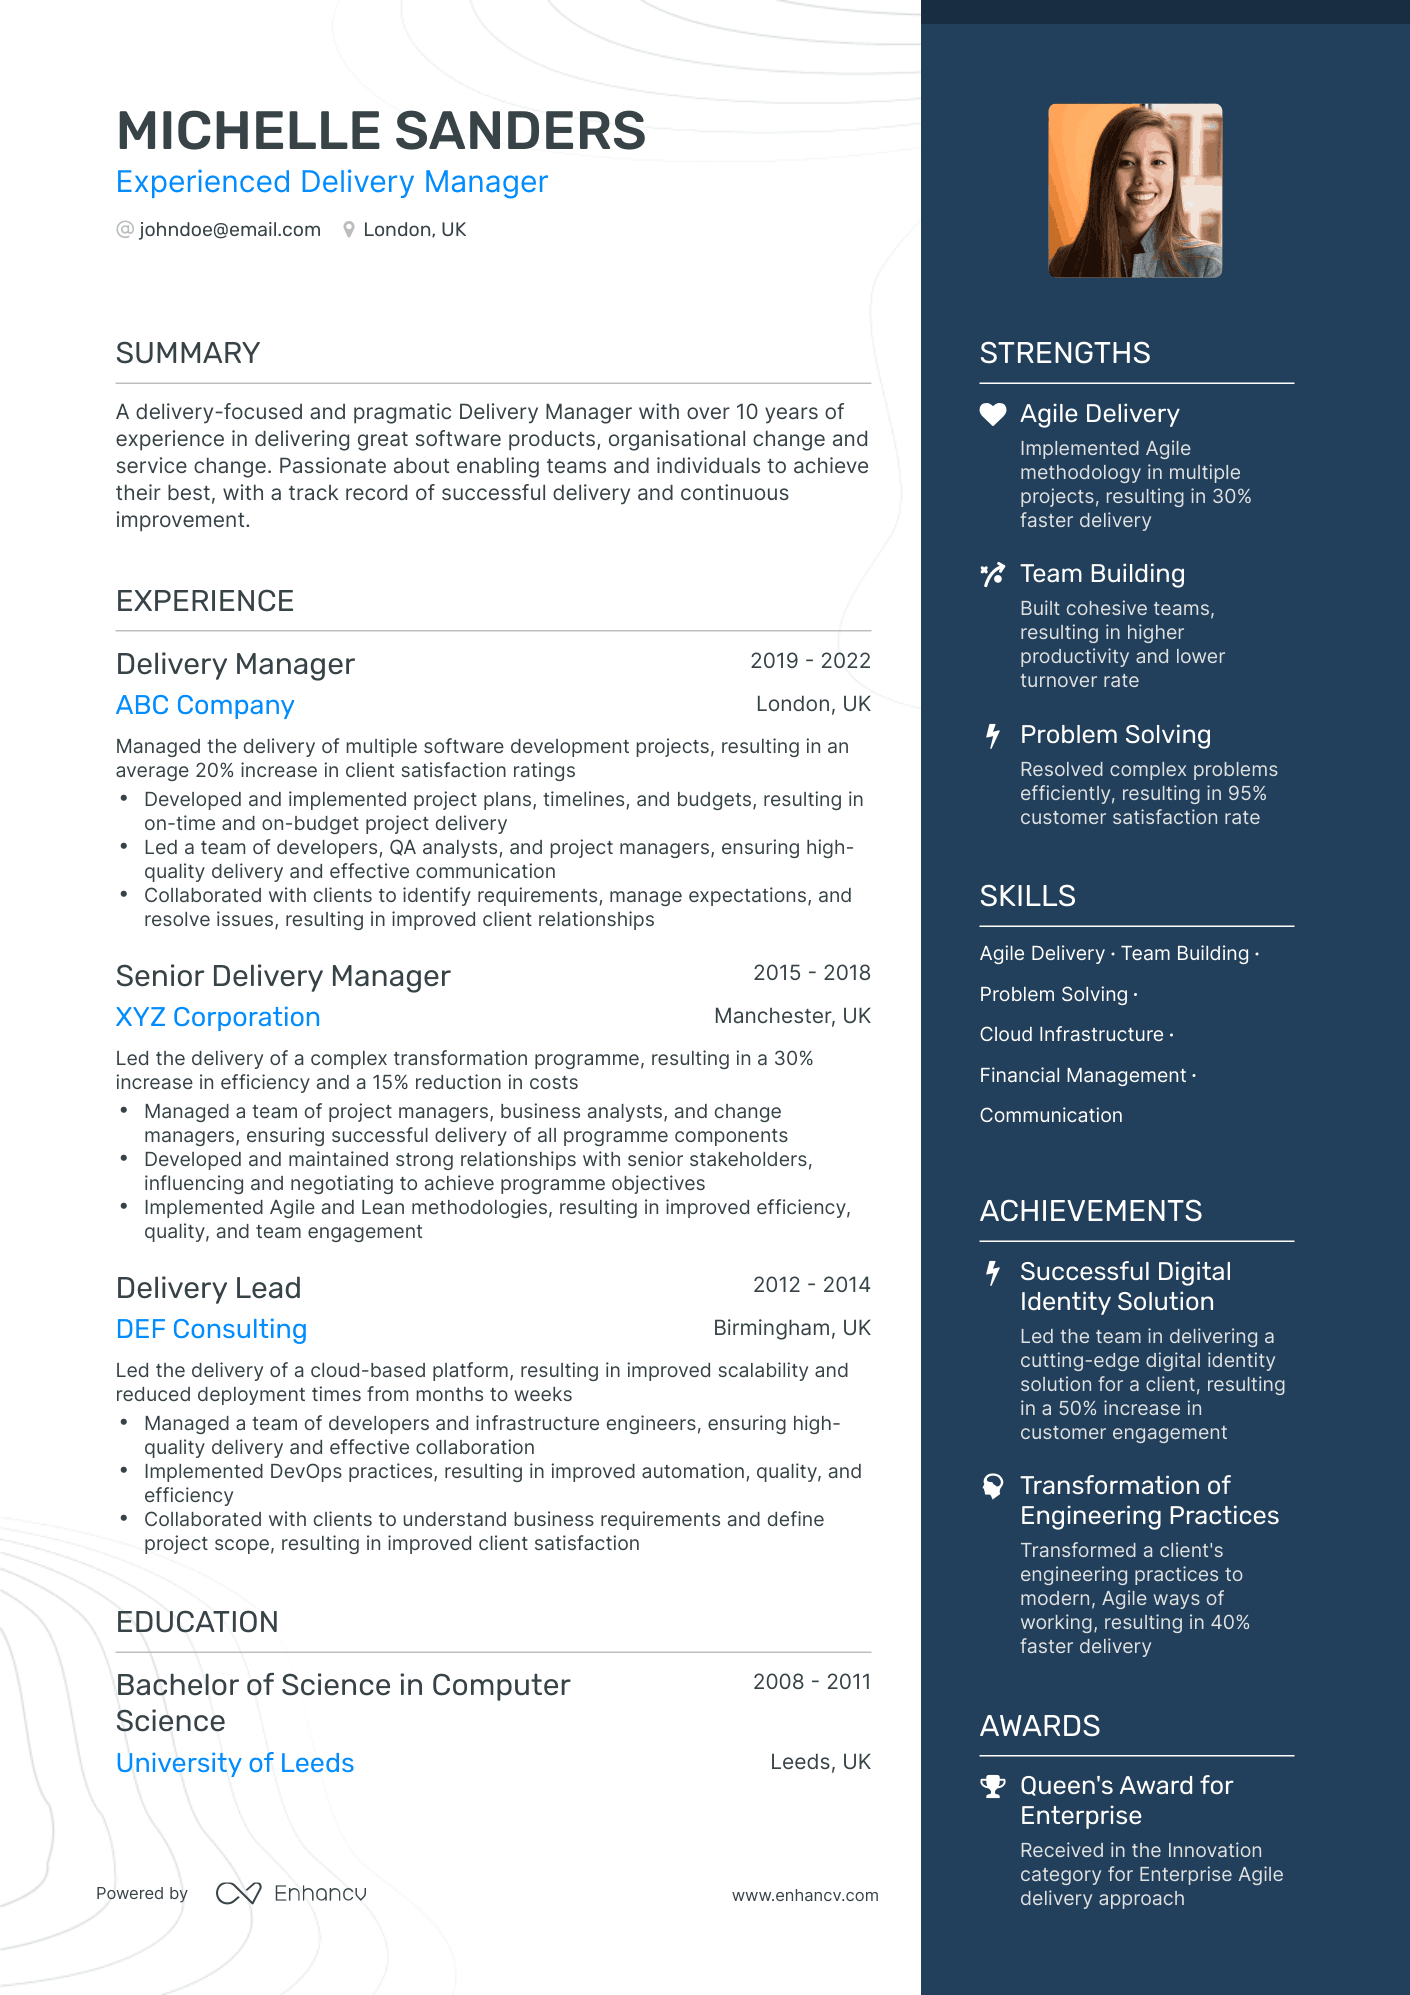 MICHELLE SANDERS
Experienced Delivery Manager
@ johndoe@email.com London, UK
SUMMARY
A delivery-focused and pragmatic Delivery Manager with over 10 years of
experience in delivering great software products, organisational change and
service change. Passionate about enabling teams and individuals to achieve
their best, with a track record of successful delivery and continuous
improvement.
EXPERIENCE
Delivery Manager 2019 - 2022
ABC Company London, UK
Managed the delivery of multiple software development projects, resulting in an
average 20% increase in client satisfaction ratings
• Developed and implemented project plans, timelines, and budgets, resulting in
on-time and on-budget project delivery
• Led a team of developers, QA analysts, and project managers, ensuring high-
quality delivery and effective communication
• Collaborated with clients to identify requirements, manage expectations, and
resolve issues, resulting in improved client relationships
Senior Delivery Manager 2015 - 2018
XYZ Corporation Manchester, UK
Led the delivery of a complex transformation programme, resulting in a 30%
increase in efficiency and a 15% reduction in costs
• Managed a team of project managers, business analysts, and change
managers, ensuring successful delivery of all programme components
• Developed and maintained strong relationships with senior stakeholders,
influencing and negotiating to achieve programme objectives
• Implemented Agile and Lean methodologies, resulting in improved efficiency,
quality, and team engagement
Delivery Lead 2012 - 2014
DEF Consulting Birmingham, UK
Led the delivery of a cloud-based platform, resulting in improved scalability and
reduced deployment times from months to weeks
• Managed a team of developers and infrastructure engineers, ensuring high-
quality delivery and effective collaboration
• Implemented DevOps practices, resulting in improved automation, quality, and
efficiency
• Collaborated with clients to understand business requirements and define
project scope, resulting in improved client satisfaction
EDUCATION
Bachelor of Science in Computer 2008 - 2011
Science
University of Leeds Leeds, UK
Powered by Enhancv www.enhancv.com
STRENGTHS
Agile Delivery
Implemented Agile
methodology in multiple
projects, resulting in 30%
faster delivery
Team Building
Built cohesive teams,
resulting in higher
productivity and lower
turnover rate
Problem Solving
Resolved complex problems
efficiently, resulting in 95%
customer satisfaction rate
SKILLS
Agile Delivery · Team Building ·
Problem Solving ·
Cloud Infrastructure ·
Financial Management ·
Communication
ACHIEVEMENTS
Successful Digital
Identity Solution
Led the team in delivering a
cutting-edge digital identity
solution for a client, resulting
in a 50% increase in
customer engagement
Transformation of
Engineering Practices
Transformed a client's
engineering practices to
modern, Agile ways of
working, resulting in 40%
faster delivery
AWARDS
Queen's Award for
Enterprise
Received in the Innovation
category for Enterprise Agile
delivery approach